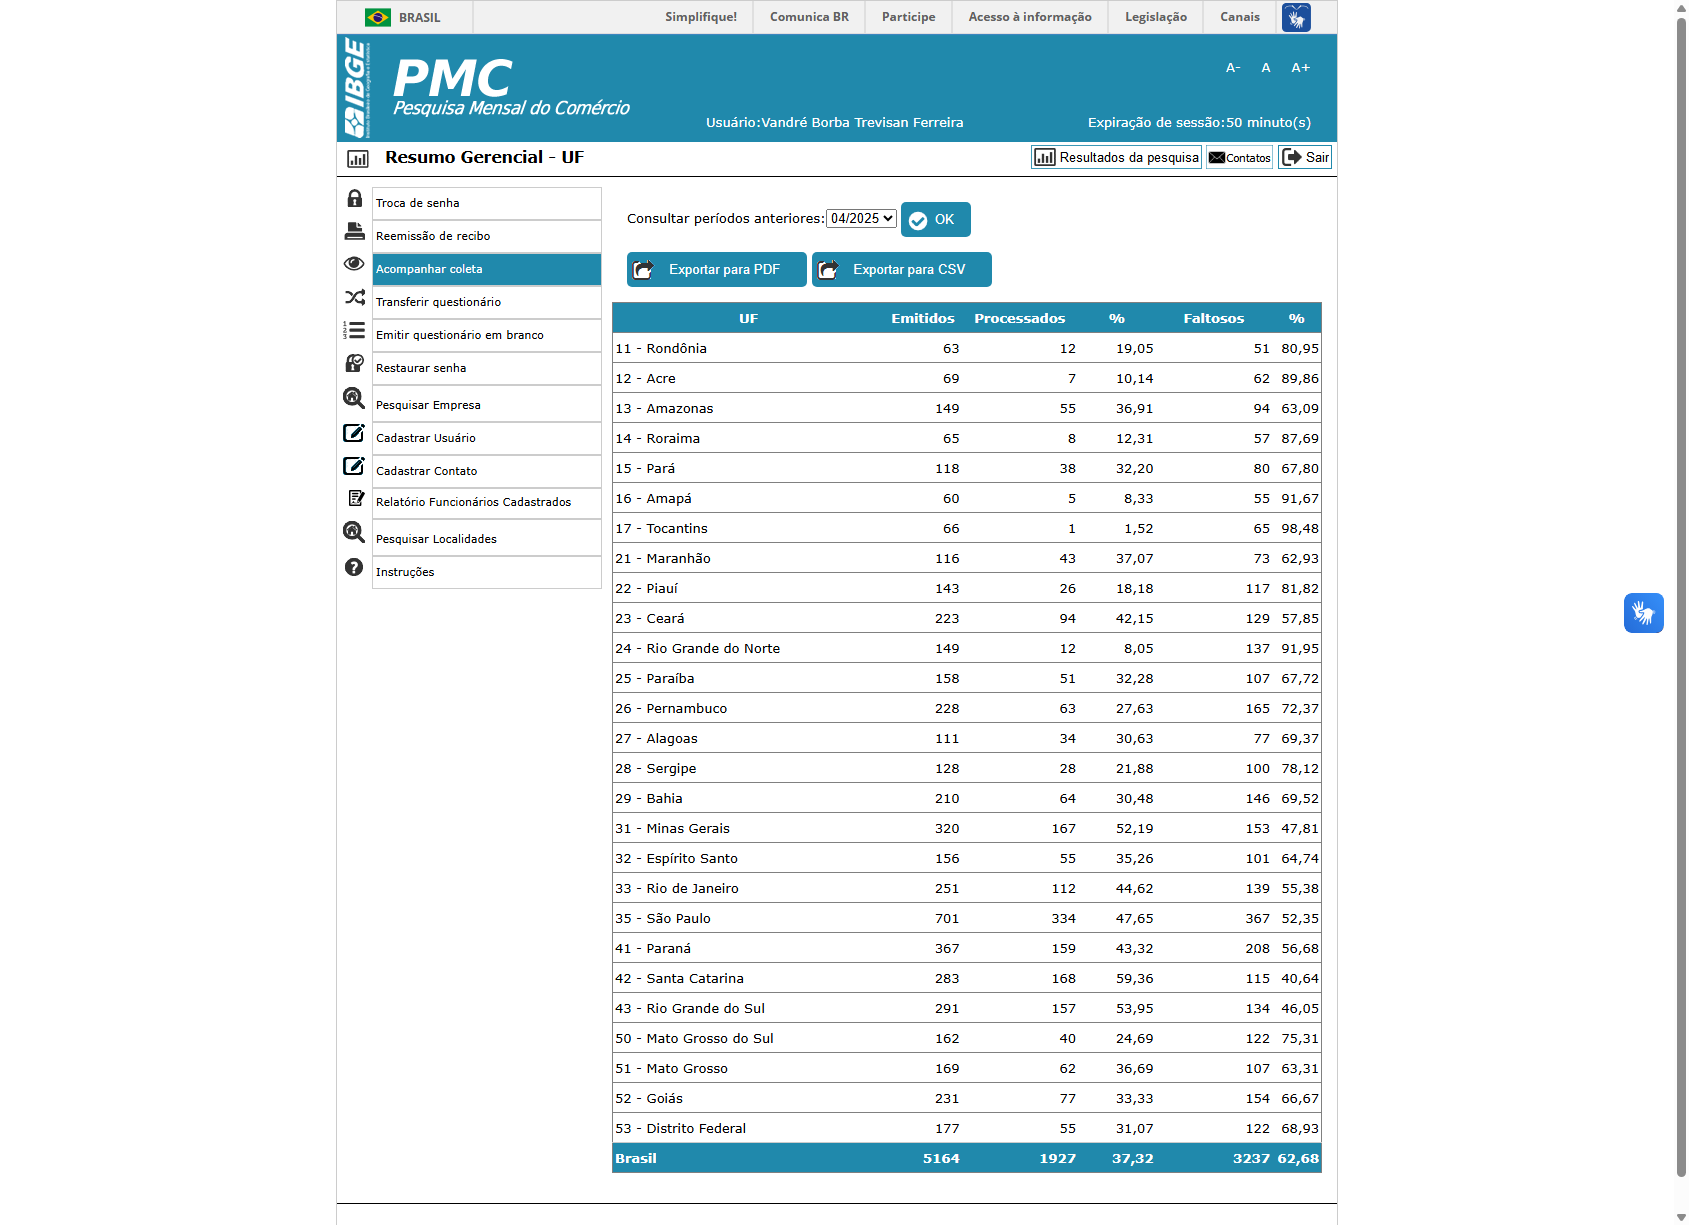 BRASIL
Simplifique! Comunica BR Participe Acesso à informação Legislação Canais
IBGE
PMC
Pesquisa Mensal do Comércio
A- A A+
Usuário:Vandré Borba Trevisan Ferreira Expiração de sessão:50 minuto(s)
Resumo Gerencial - UF
Resultados da pesquisa Contatos Sair
Troca de senha
Reemissão de recibo
Acompanhar coleta
Transferir questionário
Emitir questionário em branco
Restaurar senha
Pesquisar Empresa
Cadastrar Usuário
Cadastrar Contato
Relatório Funcionários Cadastrados
Pesquisar Localidades
Instruções
Consultar períodos anteriores: 04/2025 OK
Exportar para PDF Exportar para CSV
UF Emitidos Processados % Faltosos %
11 - Rondônia 63 12 19,05 51 80,95
12 - Acre 69 7 10,14 62 89,86
13 - Amazonas 149 55 36,91 94 63,09
14 - Roraima 65 8 12,31 57 87,69
15 - Pará 118 38 32,20 80 67,80
16 - Amapá 60 5 8,33 55 91,67
17 - Tocantins 66 1 1,52 65 98,48
21 - Maranhão 116 43 37,07 73 62,93
22 - Piauí 143 26 18,18 117 81,82
23 - Ceará 223 94 42,15 129 57,85
24 - Rio Grande do Norte 149 12 8,05 137 91,95
25 - Paraíba 158 51 32,28 107 67,72
26 - Pernambuco 228 63 27,63 165 72,37
27 - Alagoas 111 34 30,63 77 69,37
28 - Sergipe 128 28 21,88 100 78,12
29 - Bahia 210 64 30,48 146 69,52
31 - Minas Gerais 320 167 52,19 153 47,81
32 - Espírito Santo 156 55 35,26 101 64,74
33 - Rio de Janeiro 251 112 44,62 139 55,38
35 - São Paulo 701 334 47,65 367 52,35
41 - Paraná 367 159 43,32 208 56,68
42 - Santa Catarina 283 168 59,36 115 40,64
43 - Rio Grande do Sul 291 157 53,95 134 46,05
50 - Mato Grosso do Sul 162 40 24,69 122 75,31
51 - Mato Grosso 169 62 36,69 107 63,31
52 - Goiás 231 77 33,33 154 66,67
53 - Distrito Federal 177 55 31,07 122 68,93
Brasil 5164 1927 37,32 3237 62,68